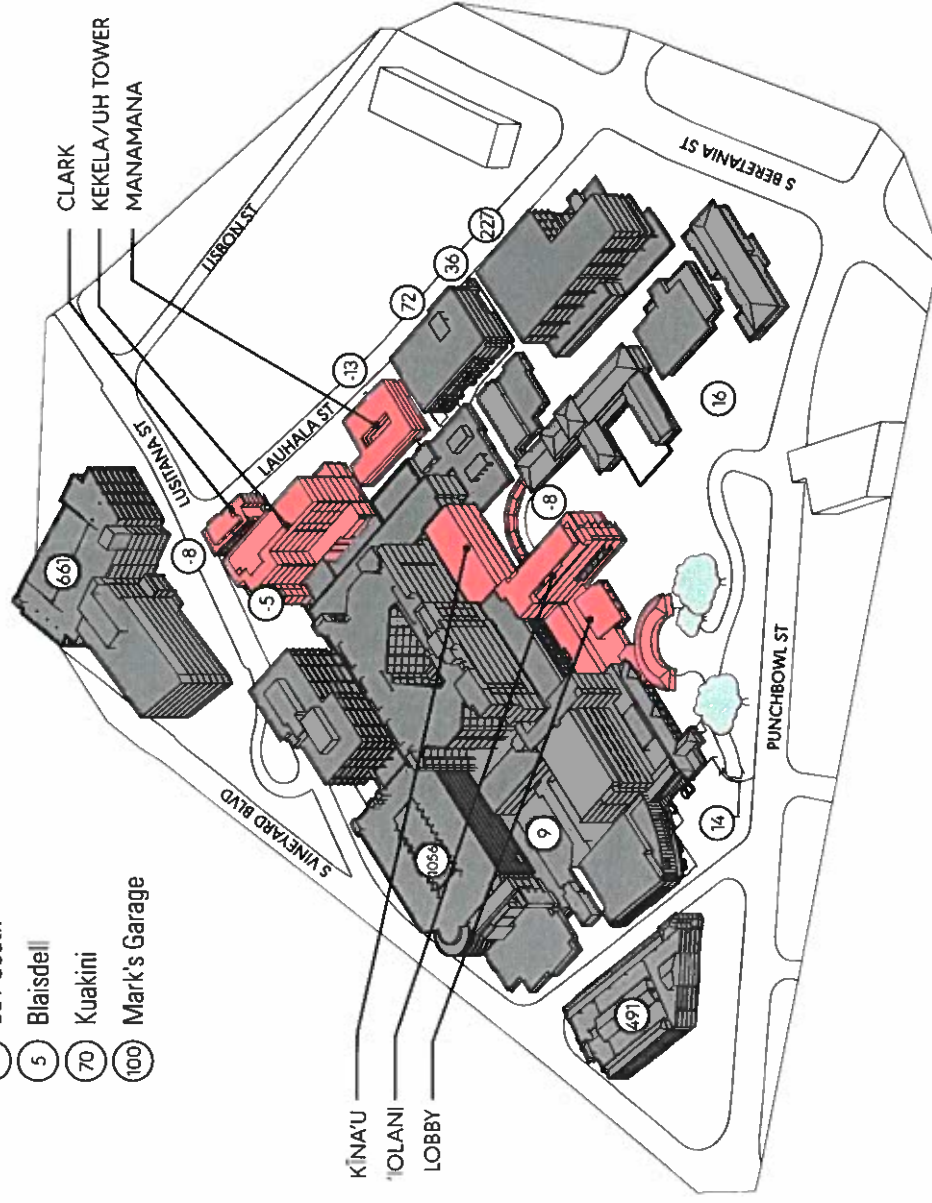 CLARK
KEKELA/UH TOWER
MANAMANA
LISBON ST
LUSITANA ST
LAUHALA ST
S BERETANIA ST
S VINEYARD BLVD
PUNCHBOWL ST
661
-8
-5
-13
72
36
227
-8
16
1056
9
14
491
5 Blaisdell
70 Kuakini
100 Mark's Garage
KĪNA'U
'IOLANI
LOBBY